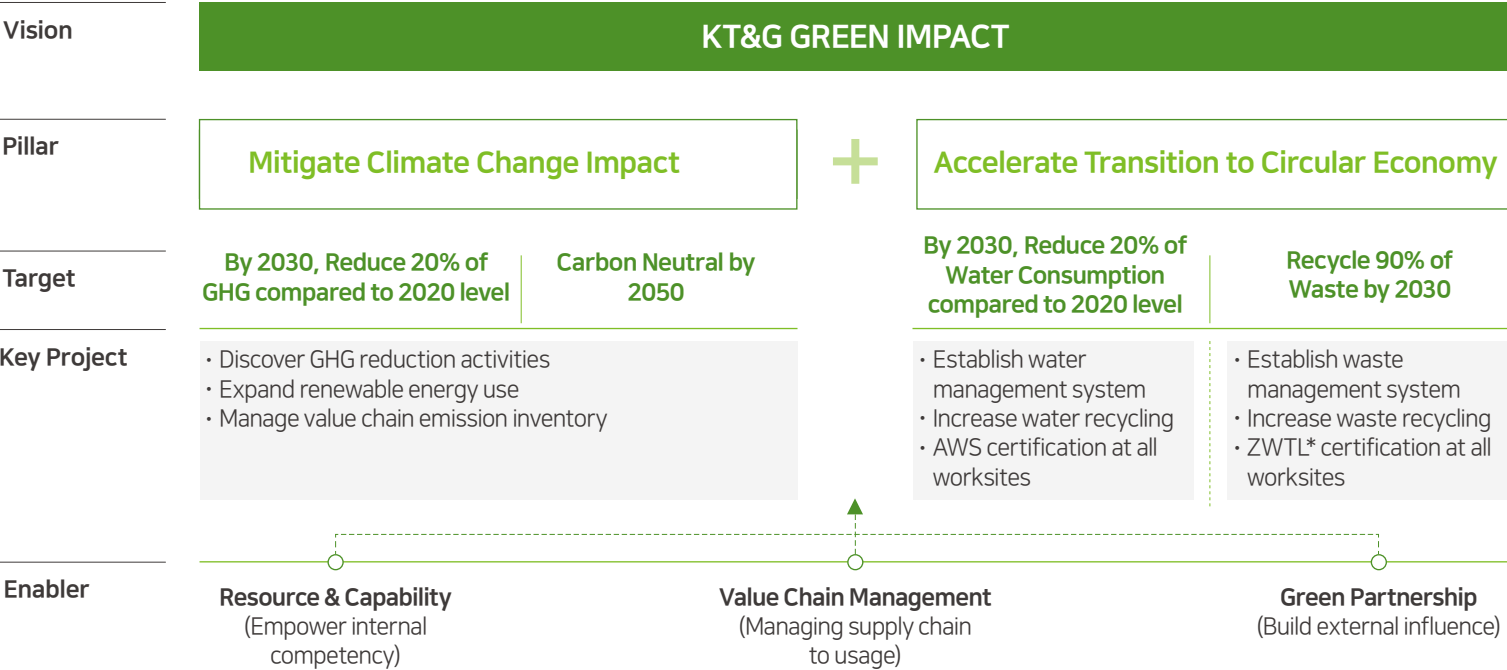 Vision
KT&G GREEN IMPACT
Pillar
Mitigate Climate Change Impact
+
Accelerate Transition to Circular Economy
Target
By 2030, Reduce 20% of
GHG compared to 2020 level
Carbon Neutral by
2050
By 2030, Reduce 20% of
Water Consumption
compared to 2020 level
Recycle 90% of
Waste by 2030
Key Project
· Discover GHG reduction activities
· Expand renewable energy use
· Manage value chain emission inventory
· Establish water
management system
· Increase water recycling
· AWS certification at all
worksites
· Establish waste
management system
· Increase waste recycling
· ZWTL* certification at all
worksites
Enabler
Resource & Capability
(Empower internal
competency)
Value Chain Management
(Managing supply chain
to usage)
Green Partnership
(Build external influence)